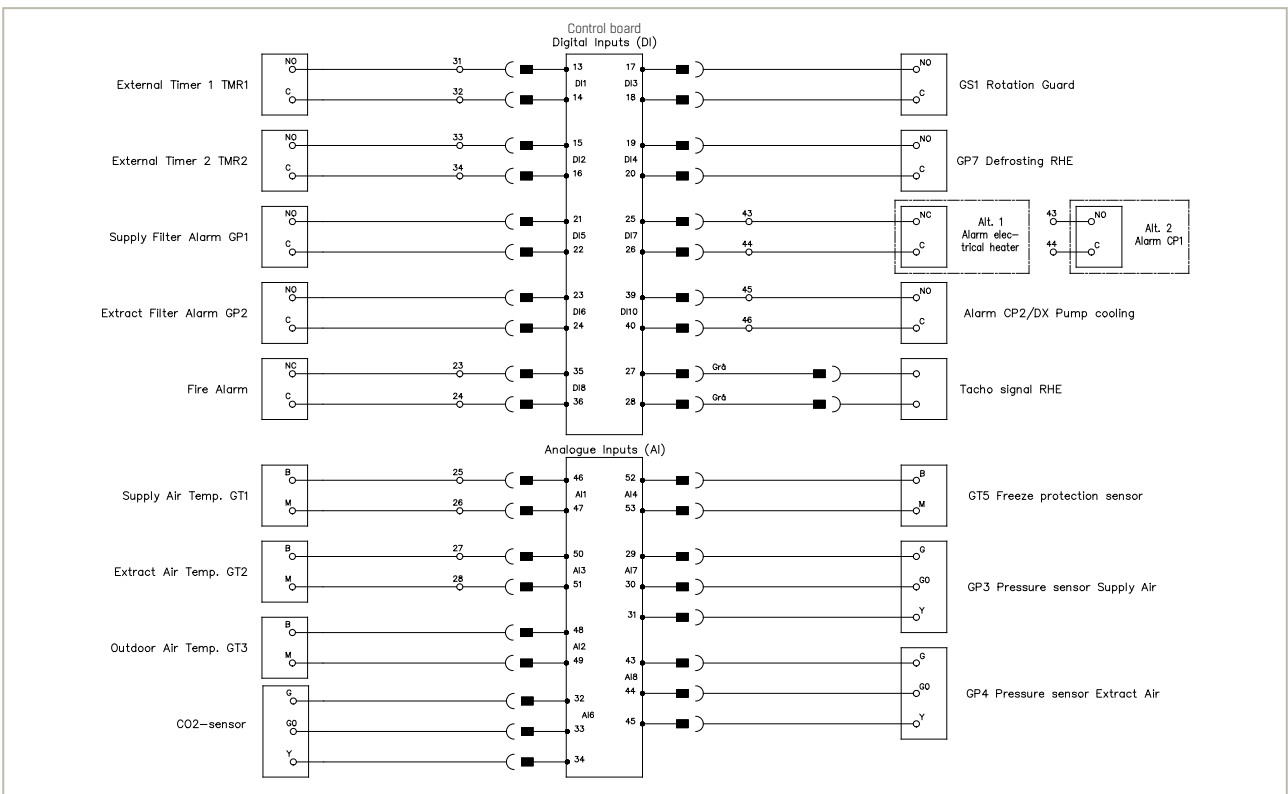 Control board
Digital Inputs (DI)
External Timer 1 TMR1
NO 31 13
DI1
C 32 14
17 NO
DI3
18 C
GS1 Rotation Guard
External Timer 2 TMR2
NO 33 15
DI2
C 34 16
19 NO
DI4
20 C
GP7 Defrosting RHE
Supply Filter Alarm GP1
NO 21
DI5
C 22
25 43 NC
DI7
26 44 C
Alt. 1
Alarm elec-
trical heater
43 NO
44 C
Alt. 2
Alarm CP1
Extract Filter Alarm GP2
NO 23
DI6
C 24
39 45 NO
DI10
40 46 C
Alarm CP2/DX Pump cooling
Fire Alarm
NC 23 35
DI8
C 24 36
27 Grå
28 Grå
Tacho signal RHE
Analogue Inputs (AI)
Supply Air Temp. GT1
B 25 46
AI1
M 26 47
52 B
AI4
53 M
GT5 Freeze protection sensor
Extract Air Temp. GT2
B 27 50
AI3
M 28 51
29 G
AI7
30 G0
31 Y
GP3 Pressure sensor Supply Air
Outdoor Air Temp. GT3
B 48
AI2
M 49
43 G
AI8
44 G0
45 Y
GP4 Pressure sensor Extract Air
CO2-sensor
G 32
AI6
G0 33
Y 34